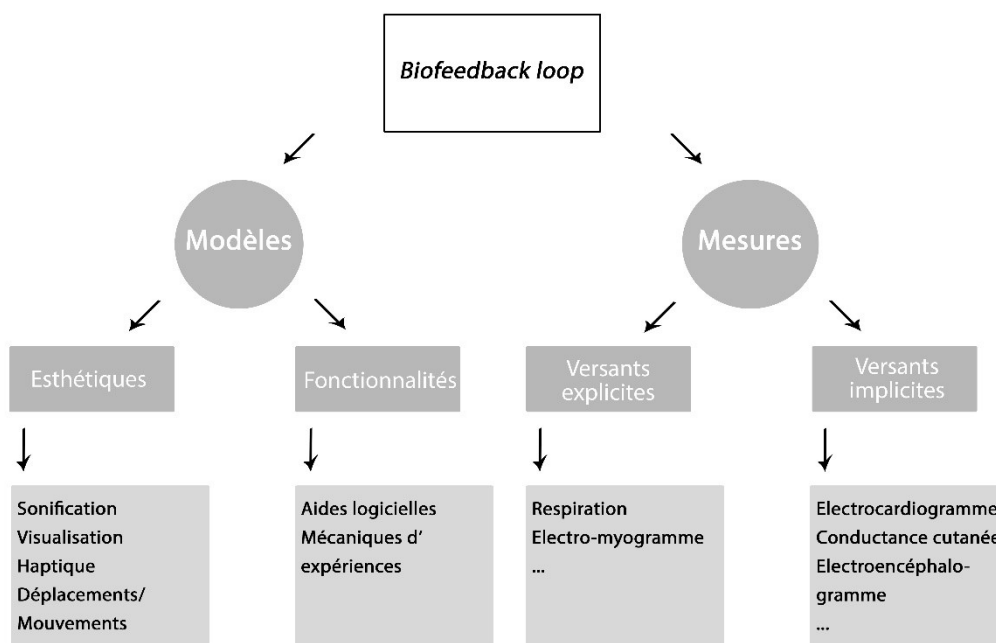 Biofeedback loop
Modèles
Mesures
Esthétiques
Fonctionnalités
Versants
explicites
Versants
implicites
Sonification
Visualisation
Haptique
Déplacements/
Mouvements
Aides logicielles
Mécaniques d'
expériences
Respiration
Electro-myogramme
...
Electrocardiogramme
Conductance cutanée
Electroencéphalo-
gramme
...